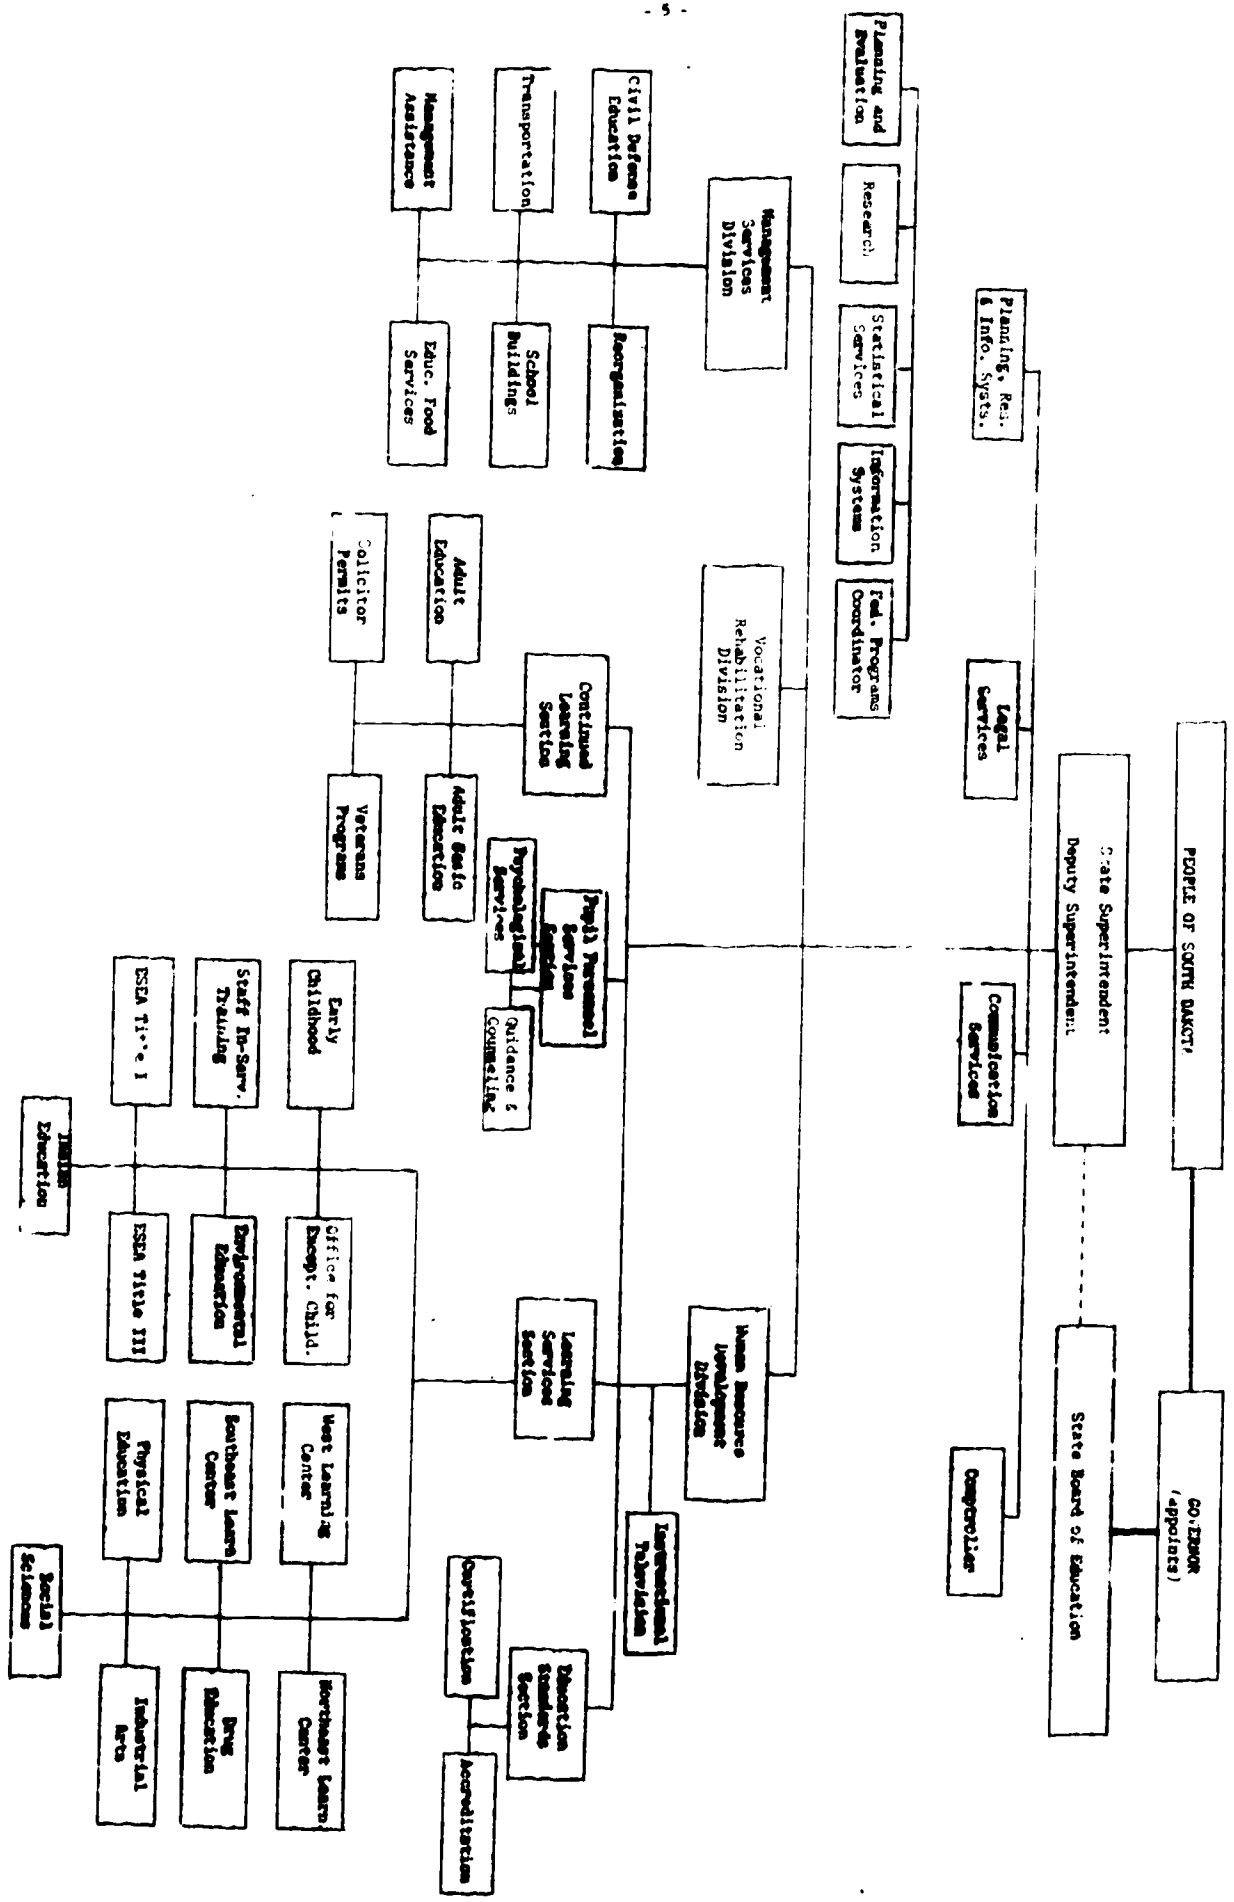 - 5 -
PEOPLE OF SOUTH DAKOTA
GOVERNOR
(appoints)
State Superintendent
Deputy Superintendent
State Board of Education
Planning, Res.
& Info. Systs.
Legal
Services
Communication
Services
Comptroller
Planning and
Evaluation
Research
Statistical
Services
Information
Systems
Fed. Programs
Coordinator
Management
Services
Division
Vocational
Rehabilitation
Division
Human Resource
Development
Division
Civil Defense
Education
Reorganization
Transportation
School
Buildings
Management
Assistance
Educ. Food
Services
Instructional
Television
Continued
Learning
Section
Pupil Personnel
Services
Section
Learning
Services
Section
Education
Standards
Section
Adult
Education
Adult Basic
Education
Solicitor
Permits
Veterans
Programs
Psychological
Services
Guidance &
Counseling
Certification
Accreditation
Early
Childhood
Office for
Except. Child.
Staff In-Serv.
Training
Environmental
Education
ESEA Title I
ESEA Title III
Education
West Learning
Center
Northeast Learn.
Center
Southeast Learn
Center
Drug
Education
Physical
Education
Industrial
Arts
Social
Sciences